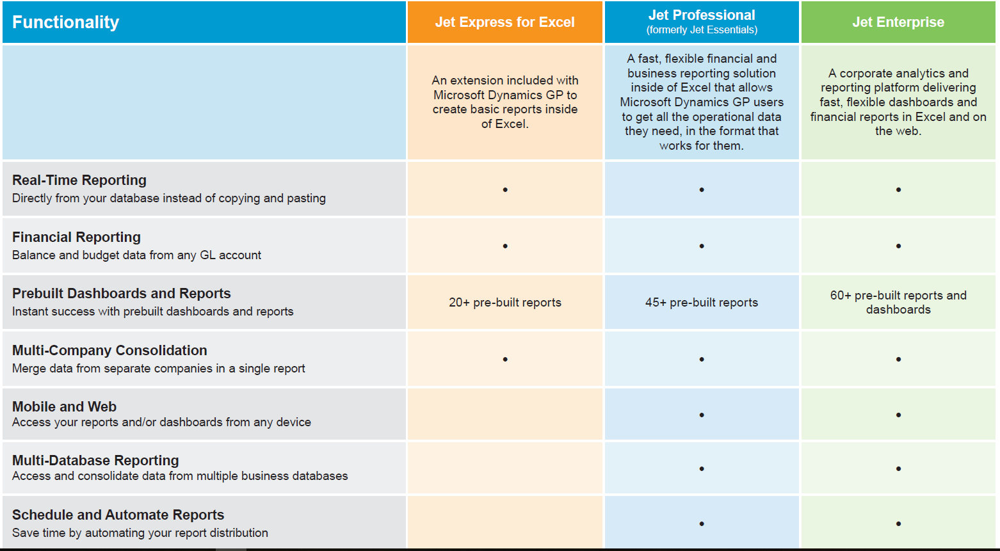 Functionality
Jet Express for Excel
Jet Professional
(formerly Jet Essentials)
Jet Enterprise
An extension included with
Microsoft Dynamics GP to
create basic reports inside
of Excel.
A fast, flexible financial and
business reporting solution
inside of Excel that allows
Microsoft Dynamics GP users
to get all the operational data
they need, in the format that
works for them.
A corporate analytics and
reporting platform delivering
fast, flexible dashboards and
financial reports in Excel and on
the web.
Real-Time Reporting
Directly from your database instead of copying and pasting
• • •
Financial Reporting
Balance and budget data from any GL account
• • •
Prebuilt Dashboards and Reports
Instant success with prebuilt dashboards and reports
20+ pre-built reports
45+ pre-built reports
60+ pre-built reports and
dashboards
Multi-Company Consolidation
Merge data from separate companies in a single report
• • •
Mobile and Web
Access your reports and/or dashboards from any device
• •
Multi-Database Reporting
Access and consolidate data from multiple business databases
• •
Schedule and Automate Reports
Save time by automating your report distribution
• •